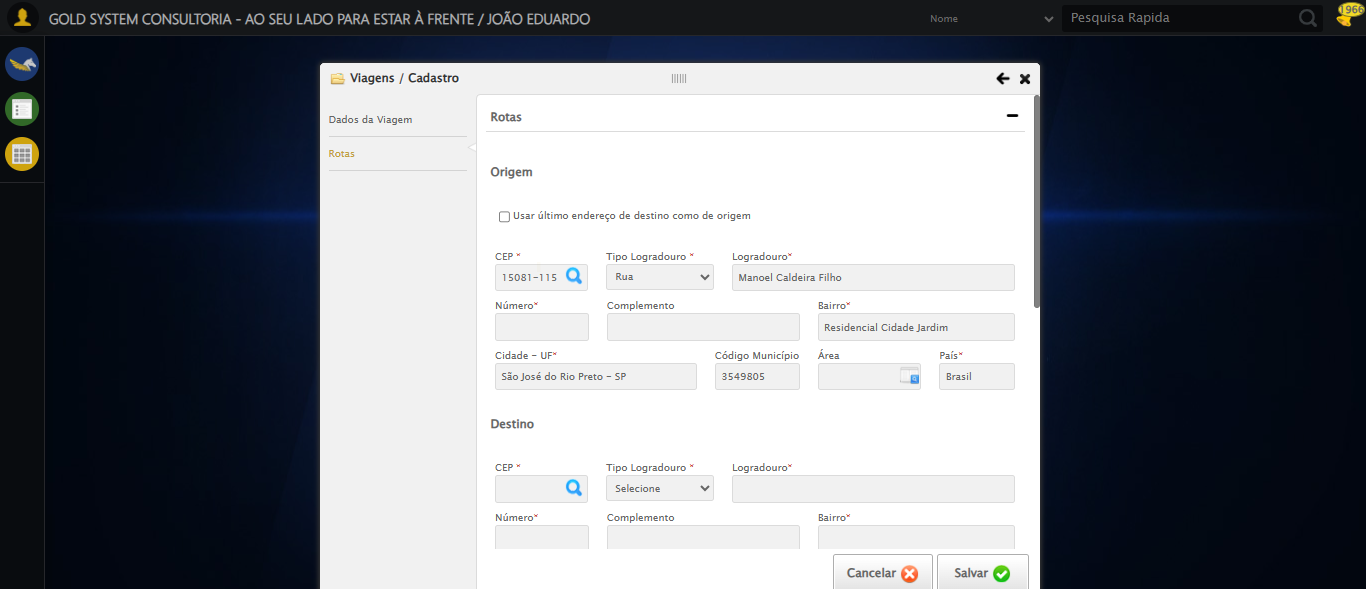 GOLD SYSTEM CONSULTORIA - AO SEU LADO PARA ESTAR À FRENTE / JOÃO EDUARDO
Nome
Pesquisa Rapida
1966
Viagens / Cadastro
Dados da Viagem
Rotas
Rotas
Origem
Usar último endereço de destino como de origem
CEP * Tipo Logradouro * Logradouro*
15081-115 Rua Manoel Caldeira Filho
Número* Complemento Bairro*
Residencial Cidade Jardim
Cidade - UF* Código Município Área País*
São José do Rio Preto - SP 3549805 Brasil
Destino
CEP * Tipo Logradouro * Logradouro*
Selecione
Número* Complemento Bairro*
Cancelar Salvar